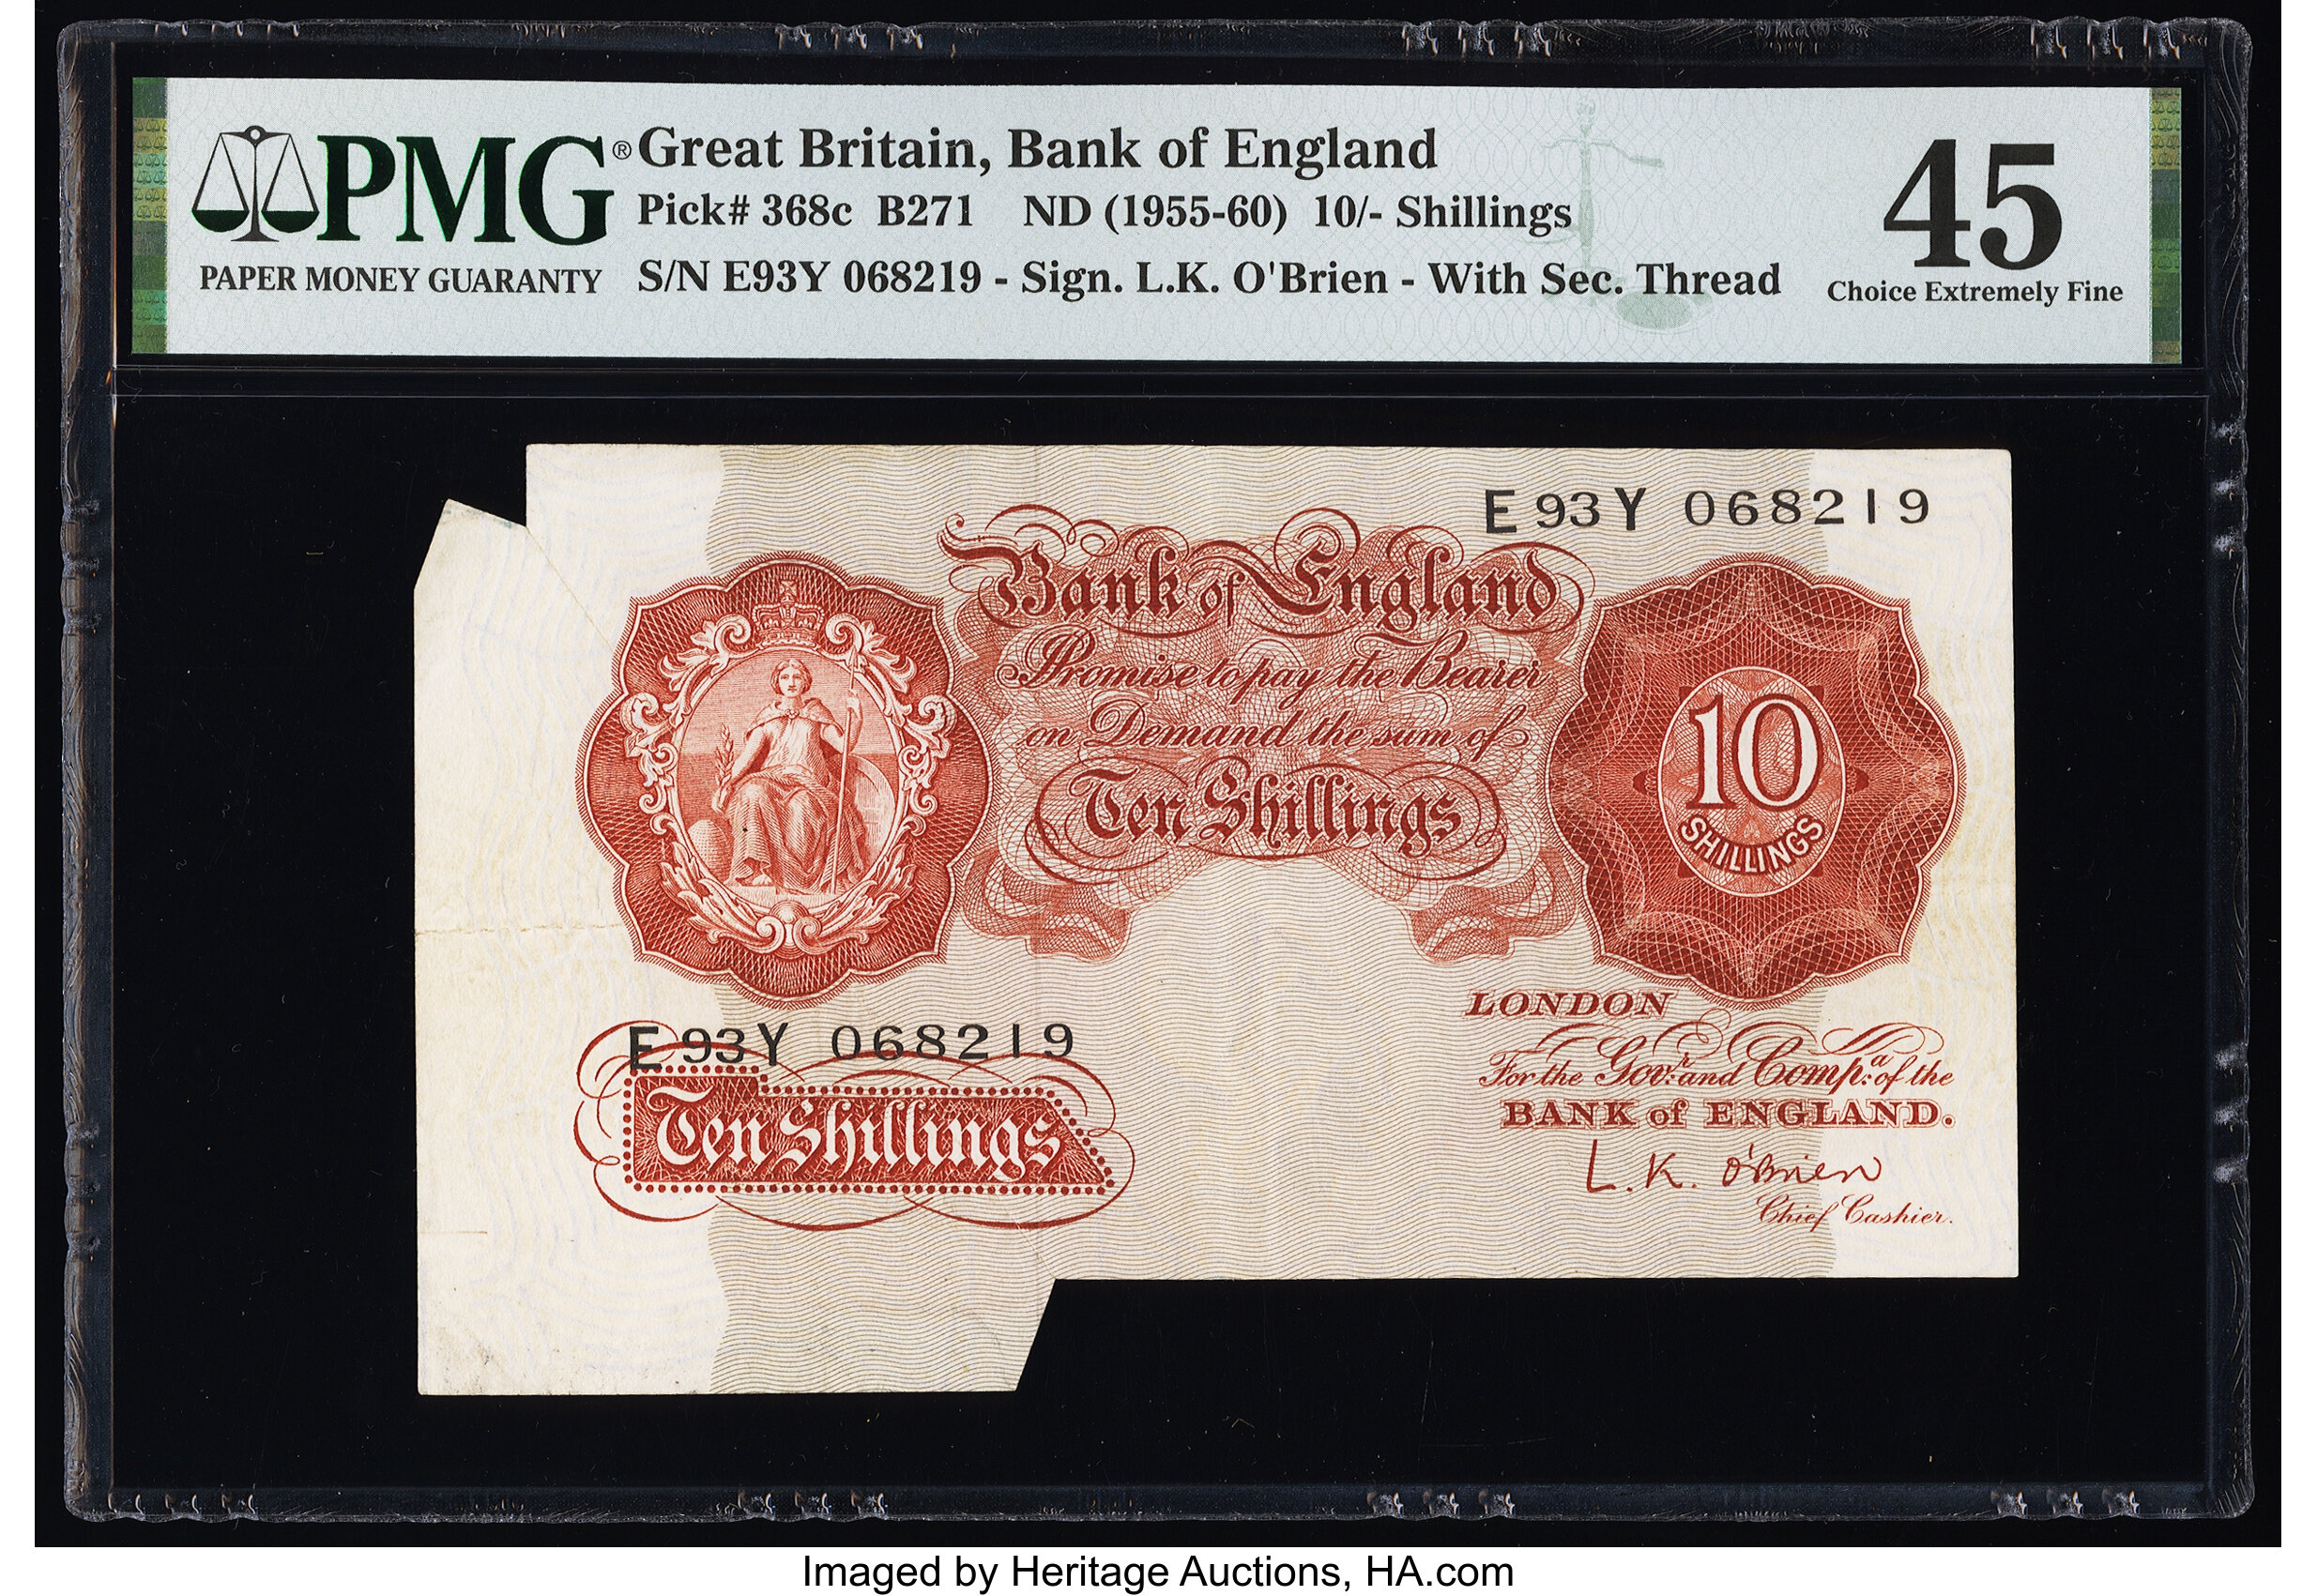 PMG®
PAPER MONEY GUARANTY
Great Britain, Bank of England
Pick# 368c B271 ND (1955-60) 10/- Shillings
S/N E93Y 068219 - Sign. L.K. O'Brien - With Sec. Thread
45
Choice Extremely Fine
E93Y 068219
Bank of England
Promise to pay the Bearer
on Demand the sum of
Ten Shillings
10
SHILLINGS
E93Y 068219
Ten Shillings
LONDON
For the Govr. and Compa. of the
BANK of ENGLAND.
L.K. O'Brien
Chief Cashier.
Imaged by Heritage Auctions, HA.com